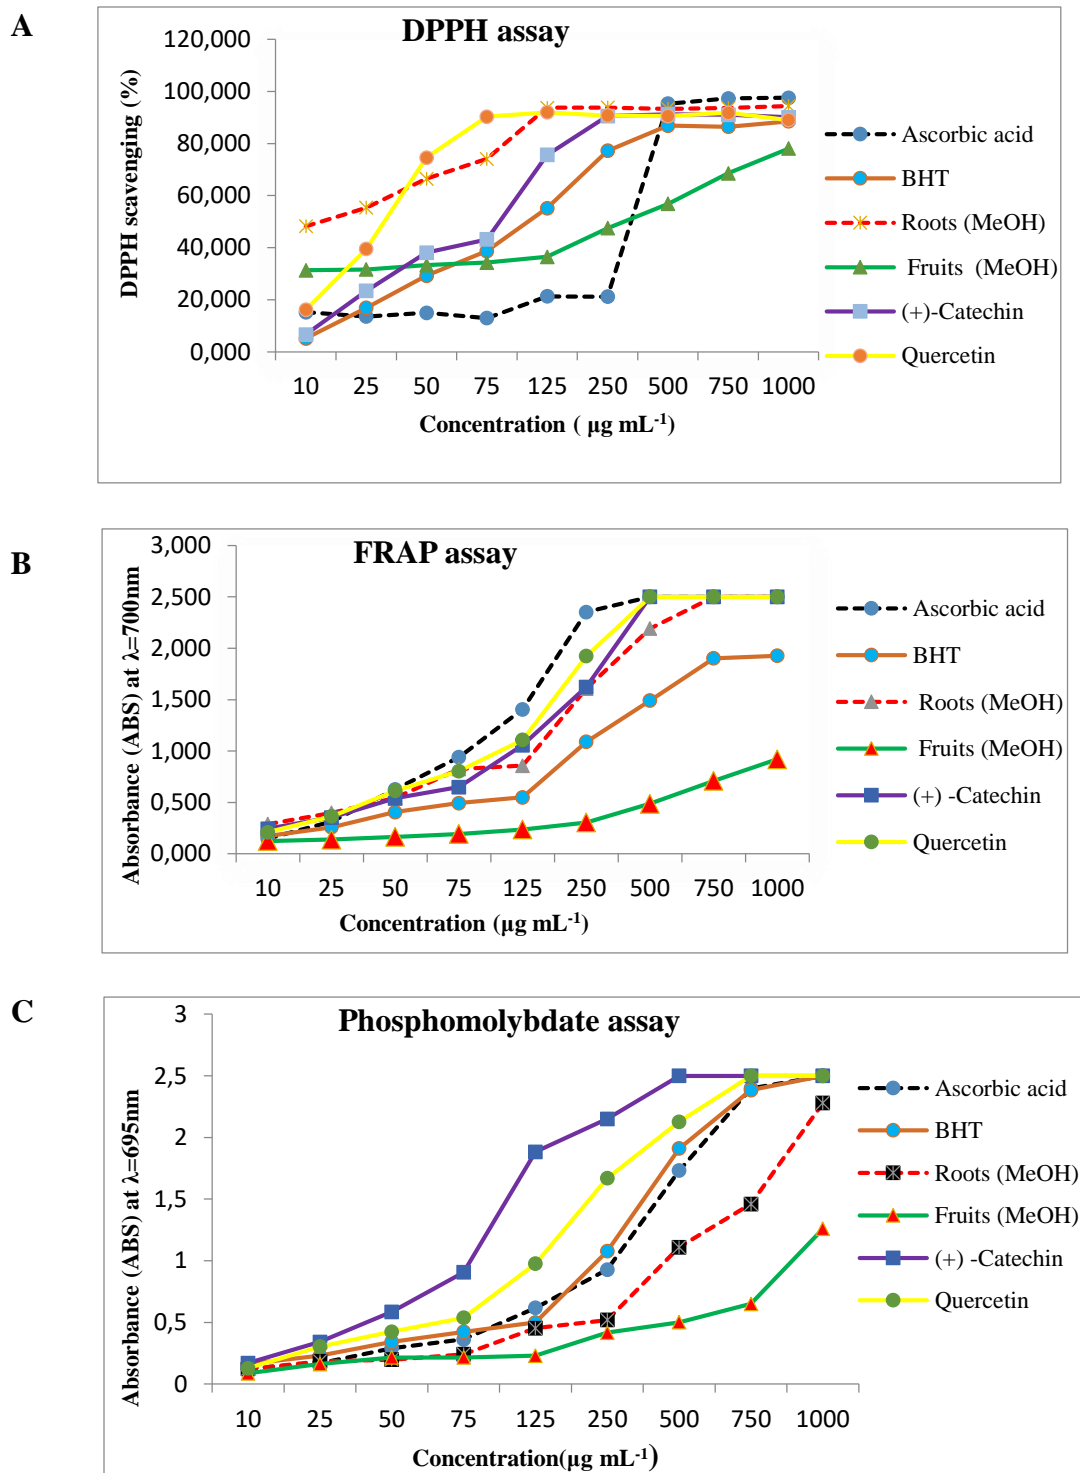 A
DPPH assay
DPPH scavenging (%)
120,000
100,000
80,000
60,000
40,000
20,000
0,000
10 25 50 75 125 250 500 750 1000
Concentration ( µg mL-1)
Ascorbic acid
BHT
Roots (MeOH)
Fruits (MeOH)
(+)-Catechin
Quercetin
B
FRAP assay
Absorbance (ABS) at λ=700nm
3,000
2,500
2,000
1,500
1,000
0,500
0,000
10 25 50 75 125 250 500 750 1000
Concentration (µg mL-1)
Ascorbic acid
BHT
Roots (MeOH)
Fruits (MeOH)
(+) -Catechin
Quercetin
C
Phosphomolybdate assay
Absorbance (ABS) at λ=695nm
3
2,5
2
1,5
1
0,5
0
10 25 50 75 125 250 500 750 1000
Concentration(µg mL-1)
Ascorbic acid
BHT
Roots (MeOH)
Fruits (MeOH)
(+) -Catechin
Quercetin